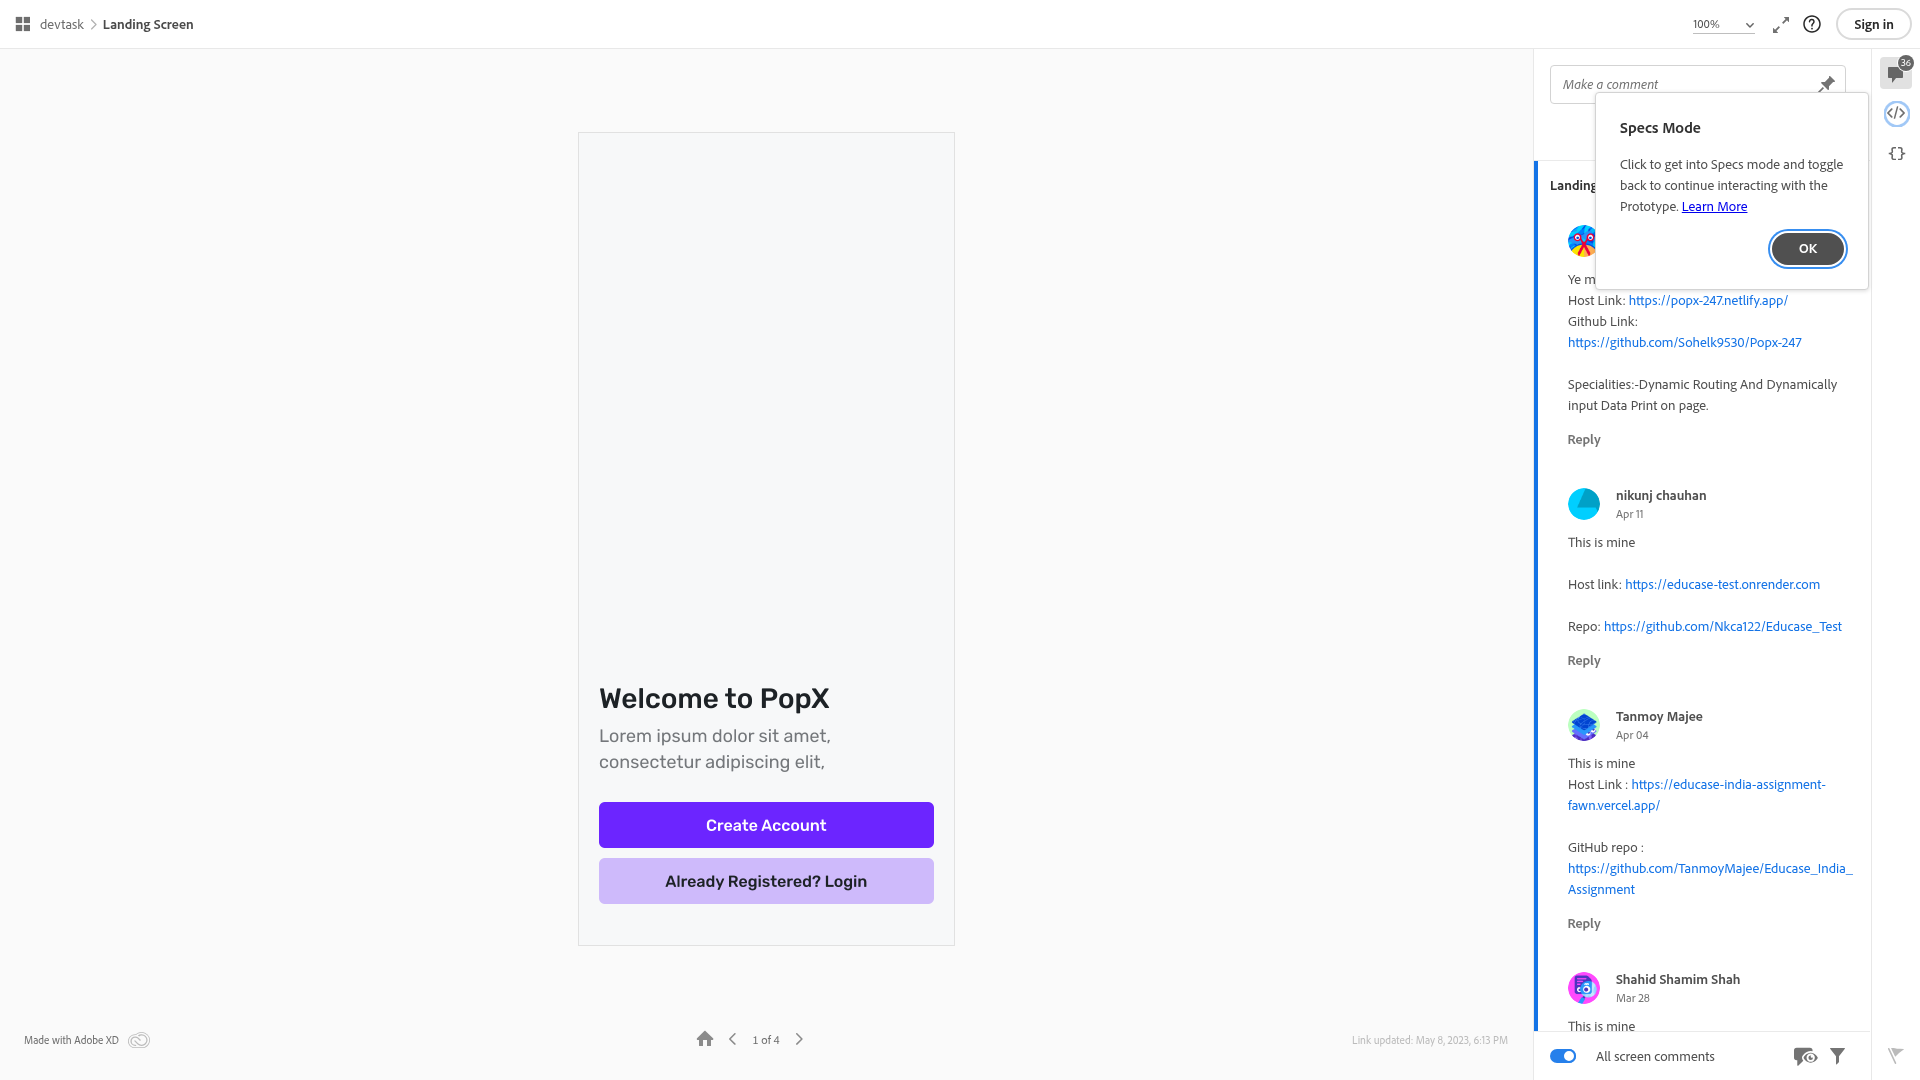 devtask
Landing Screen
100%
Sign in
Welcome to PopX
Lorem ipsum dolor sit amet,
consectetur adipiscing elit,
Create Account
Already Registered? Login
Made with Adobe XD
1 of 4
Link updated: May 8, 2023, 6:13 PM
Make a comment
36
Specs Mode
Click to get into Specs mode and toggle
back to continue interacting with the
Prototype. Learn More
OK
Landing
Ye m
Host Link: https://popx-247.netlify.app/
Github Link:
https://github.com/Sohelk9530/Popx-247
Specialities:-Dynamic Routing And Dynamically
input Data Print on page.
Reply
nikunj chauhan
Apr 11
This is mine
Host link: https://educase-test.onrender.com
Repo: https://github.com/Nkca122/Educase_Test
Reply
Tanmoy Majee
Apr 04
This is mine
Host Link : https://educase-india-assignment-
fawn.vercel.app/
GitHub repo :
https://github.com/TanmoyMajee/Educase_India_
Assignment
Reply
Shahid Shamim Shah
Mar 28
This is mine
All screen comments